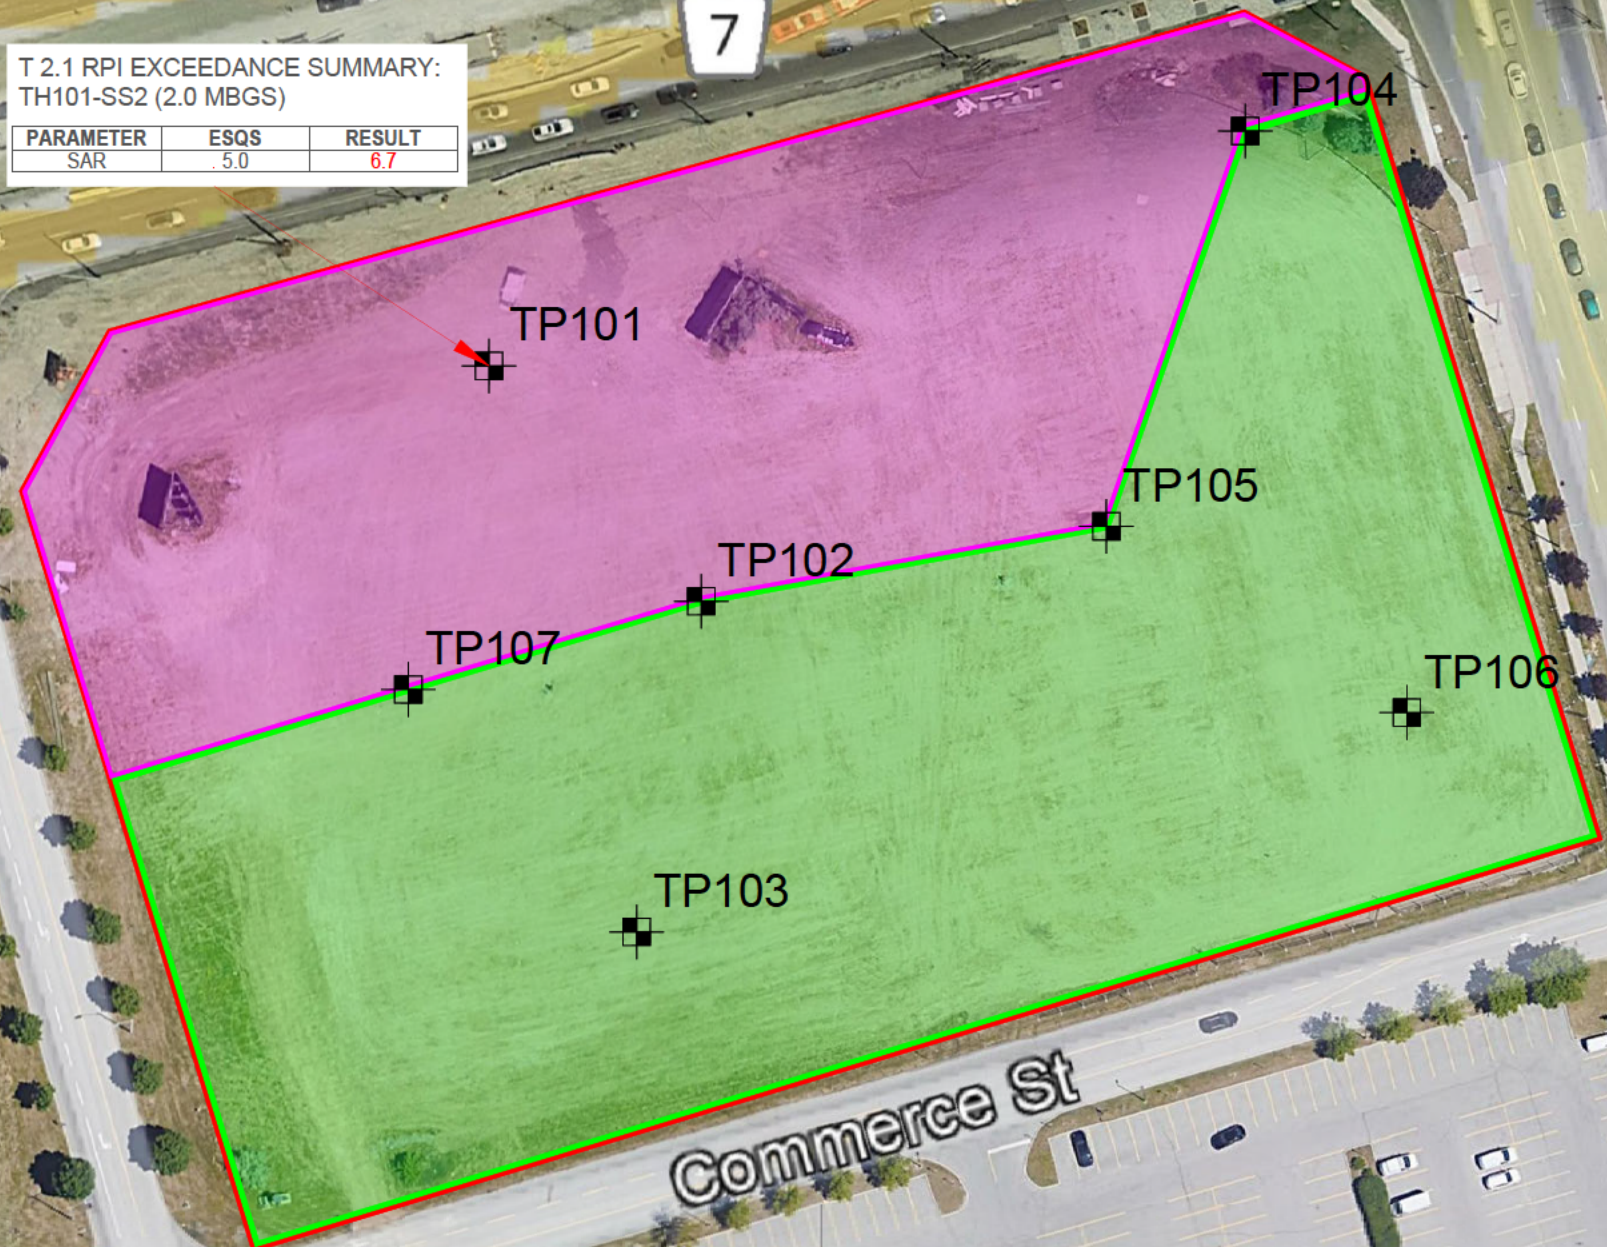 7
T 2.1 RPI EXCEEDANCE SUMMARY:
TH101-SS2 (2.0 MBGS)
PARAMETER ESQS RESULT
SAR . 5.0 6.7
TP104
TP101
TP105
TP102
TP107
TP106
TP103
Commerce St